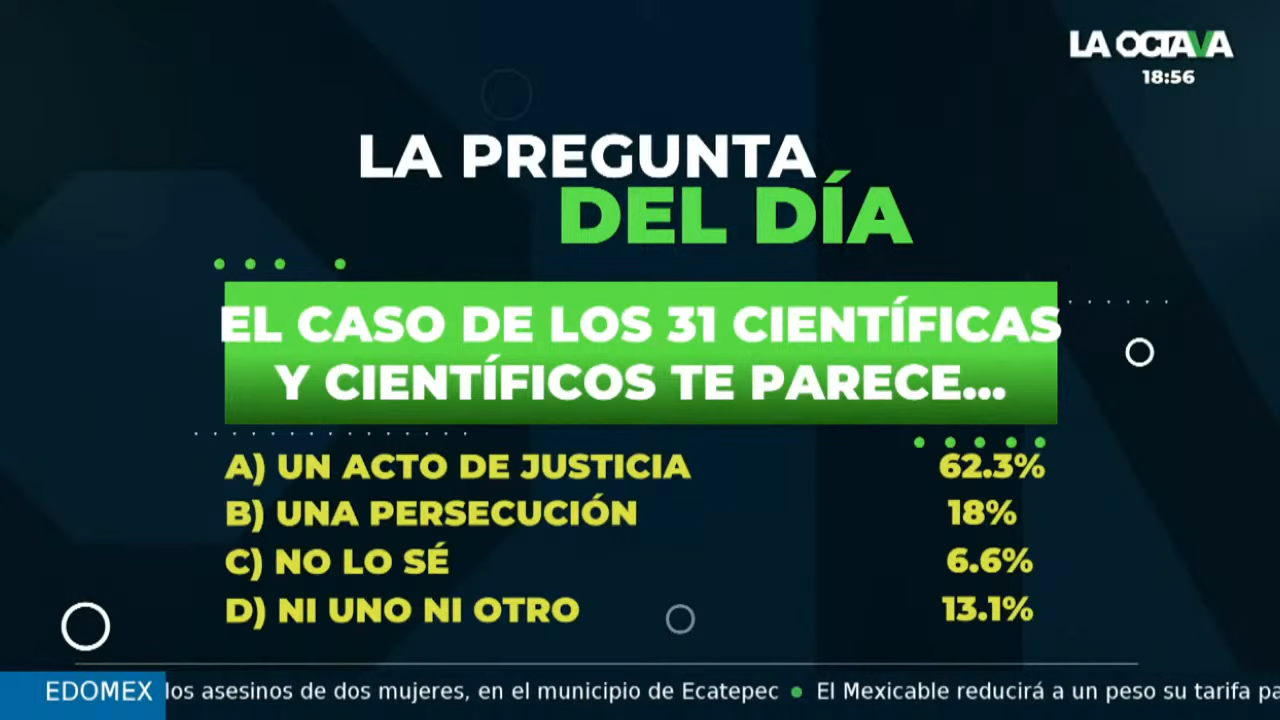 LA OCTAVA
18:56
LA PREGUNTA
DEL DÍA
EL CASO DE LOS 31 CIENTÍFICAS
Y CIENTÍFICOS TE PARECE...
A) UN ACTO DE JUSTICIA 62.3%
B) UNA PERSECUCIÓN 18%
C) NO LO SÉ 6.6%
D) NI UNO NI OTRO 13.1%
EDOMEX los asesinos de dos mujeres, en el municipio de Ecatepec • El Mexicable reducirá a un peso su tarifa pa